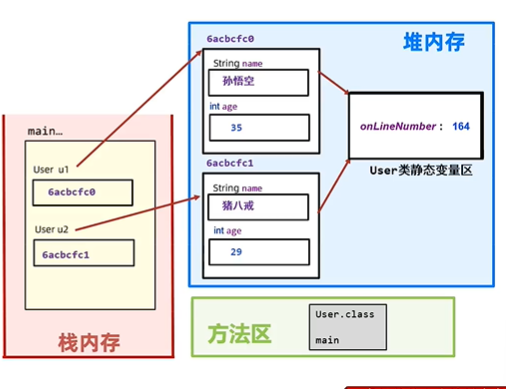 6acbcfc0
堆内存
String name
孙悟空
int age
35
onLineNumber： 164
User类静态变量区
6acbcfc1
String name
猪八戒
int age
29
main…
User u1
6acbcfc0
User u2
6acbcfc1
栈内存
方法区
User.class
main